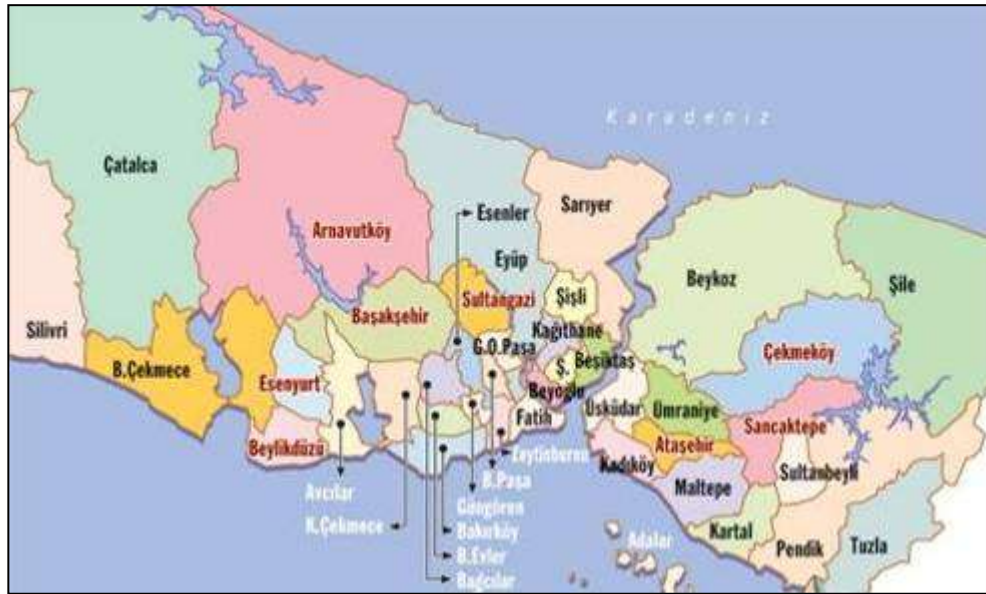 Karadeniz
Çatalca
Sarıyer
Esenler
Arnavutköy
Eyüp
Beykoz
Şile
Sultangazi
Şişli
Başakşehir
Silivri
Kağıthane
G.O.Paşa
Çekmeköy
B.Çekmece
Ş.
Beşiktaş
Esenyurt
Beyoğlu
Üsküdar
Ümraniye
Fatih
Sancaktepe
Beylikdüzü
Ataşehir
Zeytinburnu
Kadıköy
Sultanbeyli
B.Paşa
Maltepe
Avcılar
Güngören
K.Çekmece
Bakırköy
Kartal
Adalar
Pendik
Tuzla
B.Evler
Bağcılar